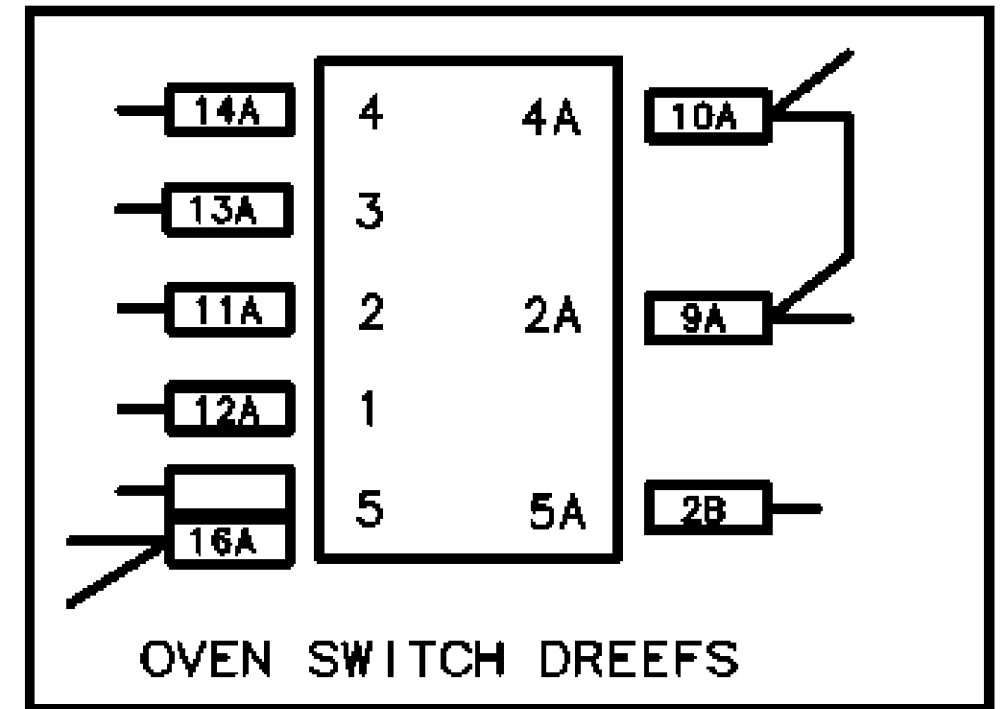 14A 4 4A 10A
13A 3
11A 2 2A 9A
12A 1
5 5A 2B
16A
OVEN SWITCH DREEFS